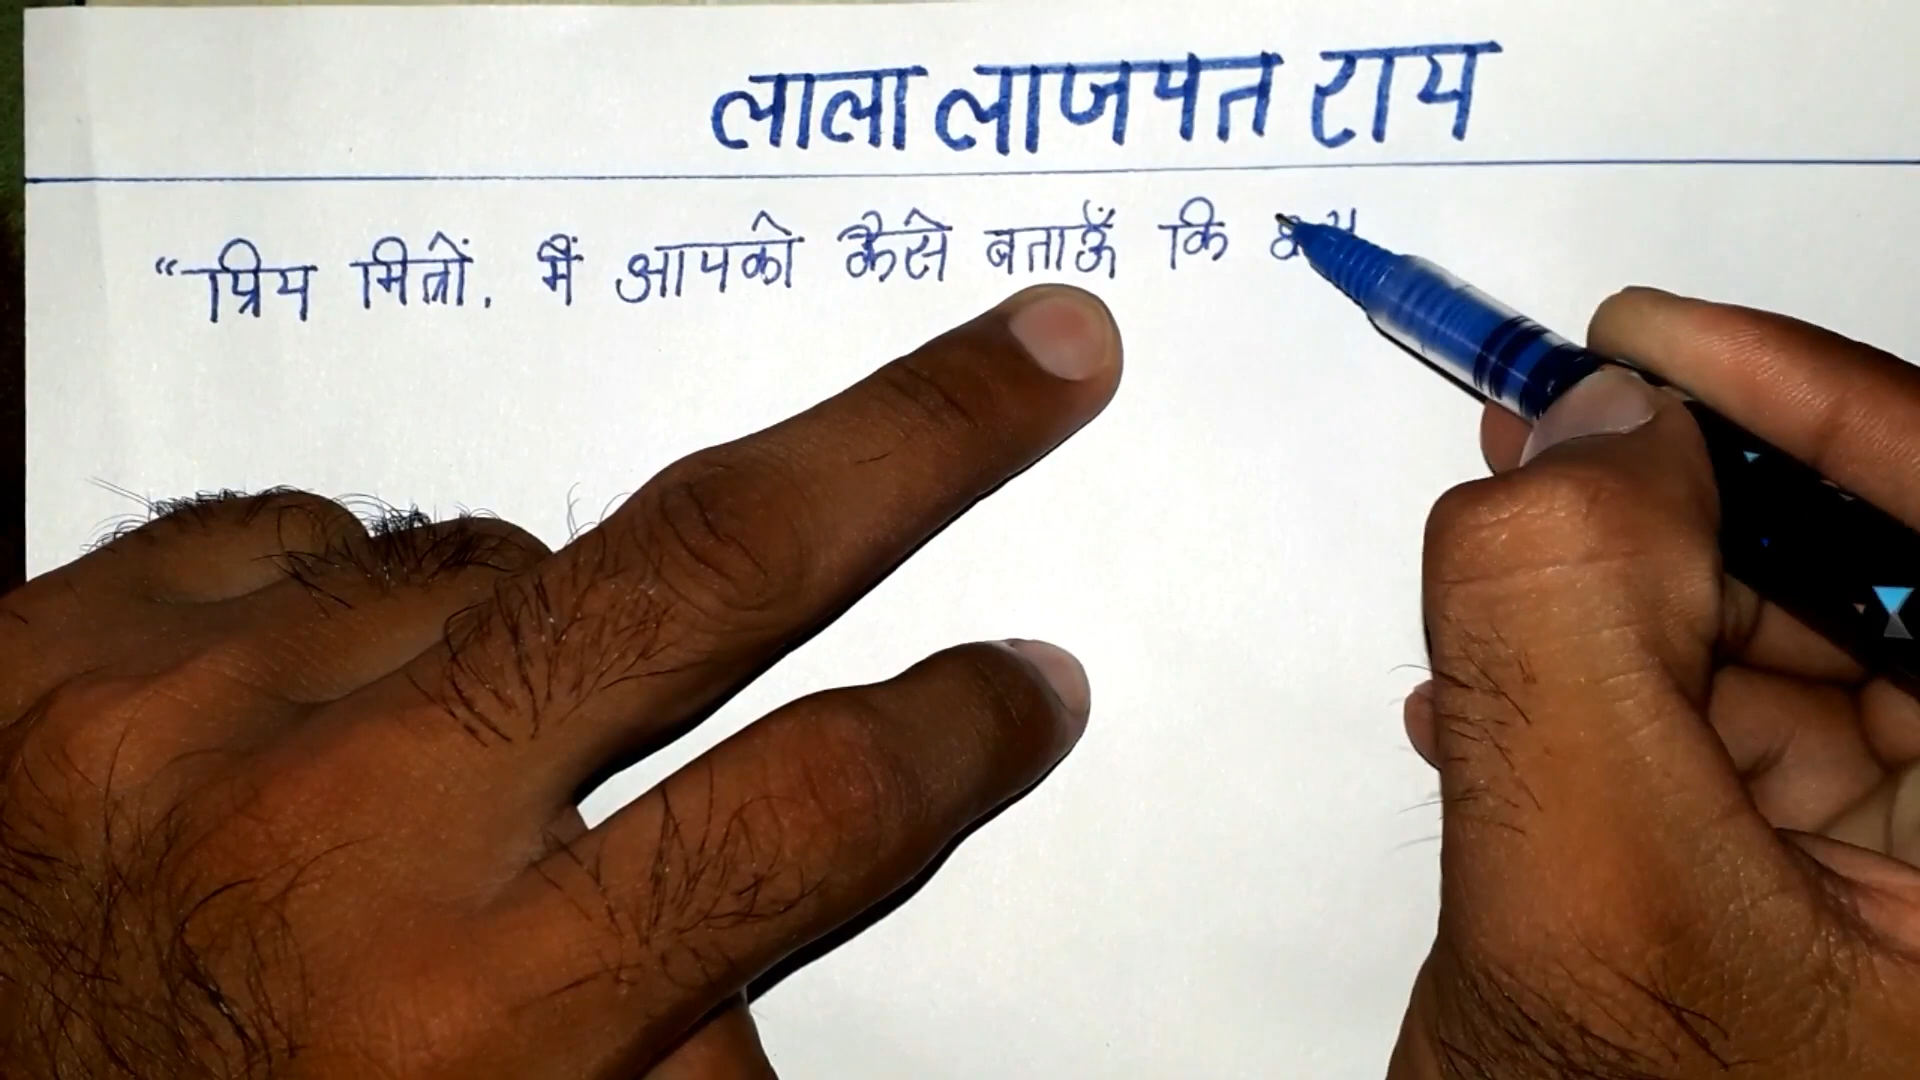 लाला लाजपत राय
“प्रिय मित्रों, मैं आपको कैसे बताऊँ कि